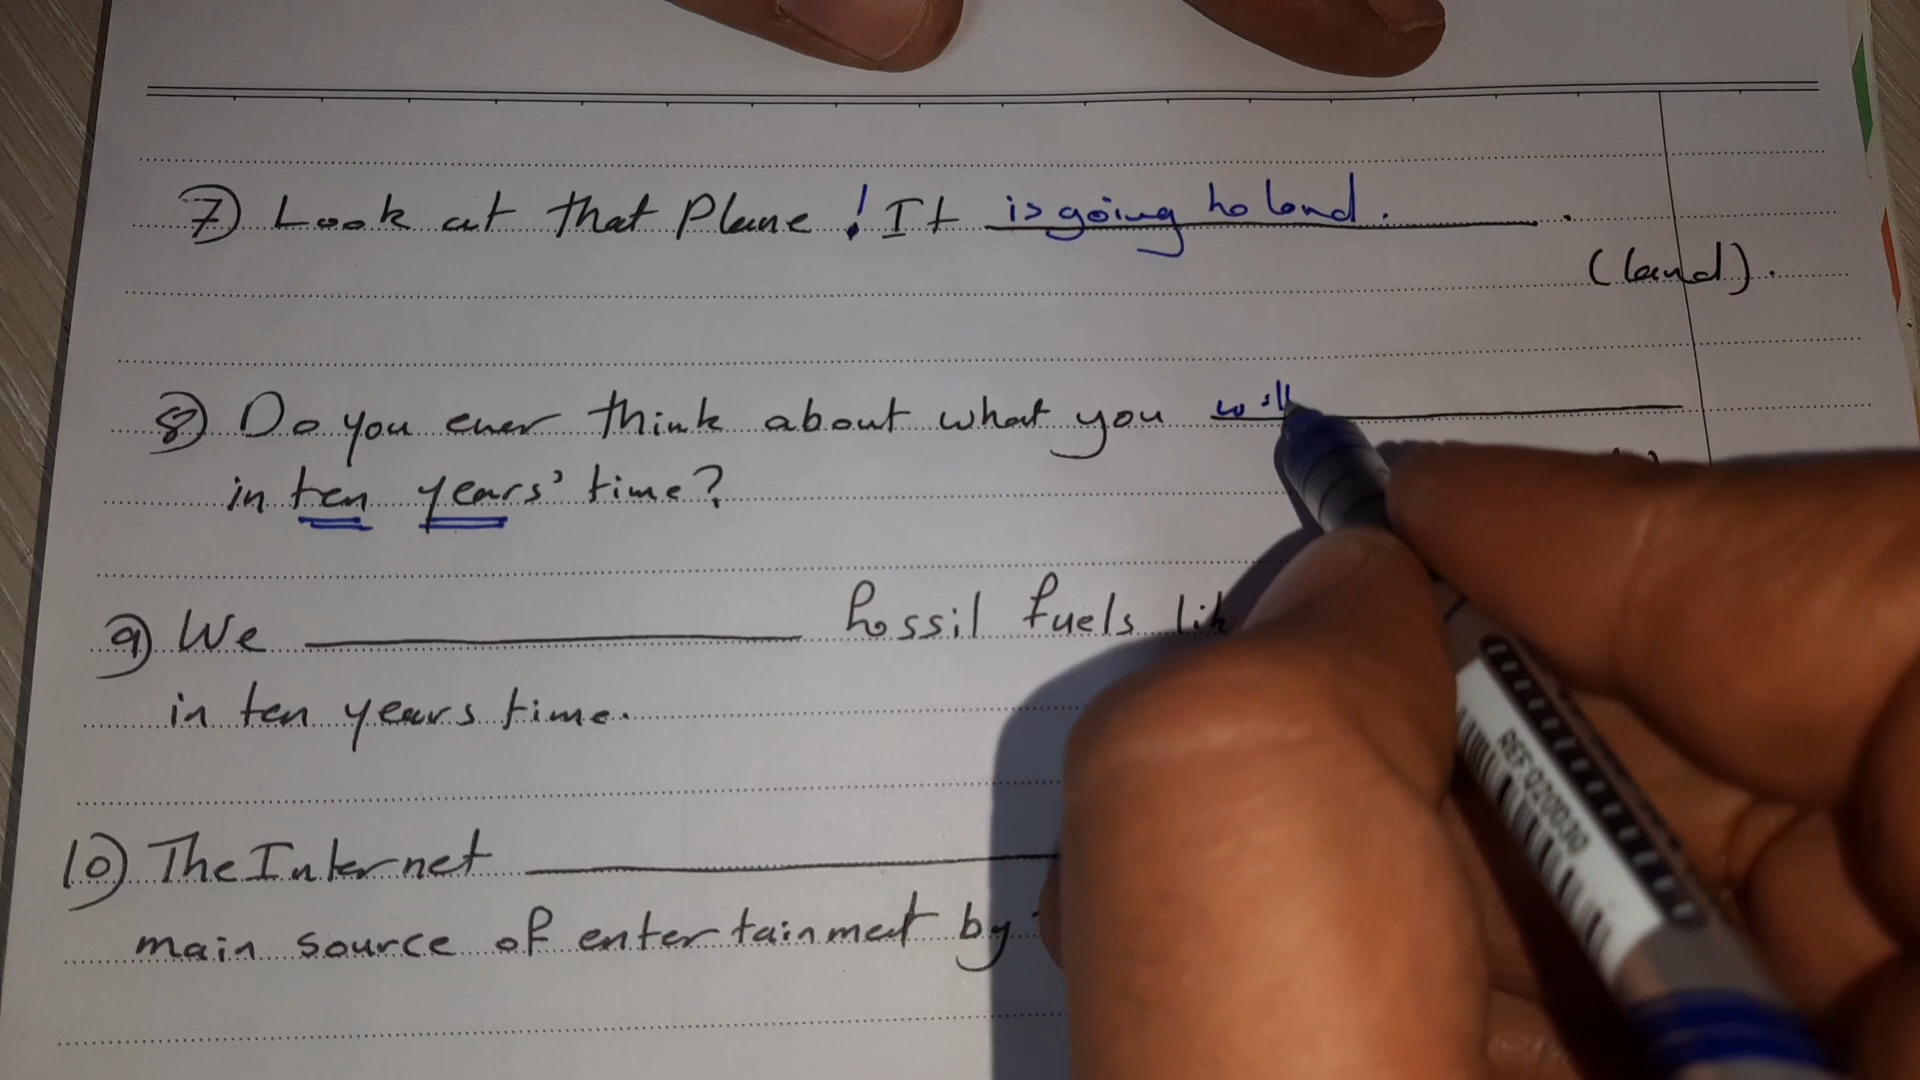 7) Look at that Plane! It is going to land. .
(land).
8) Do you ever think about what you will
in ten years' time?
9) We fossil fuels
in ten years time.
10) The Internet
main source of entertainment by
REF Q20030